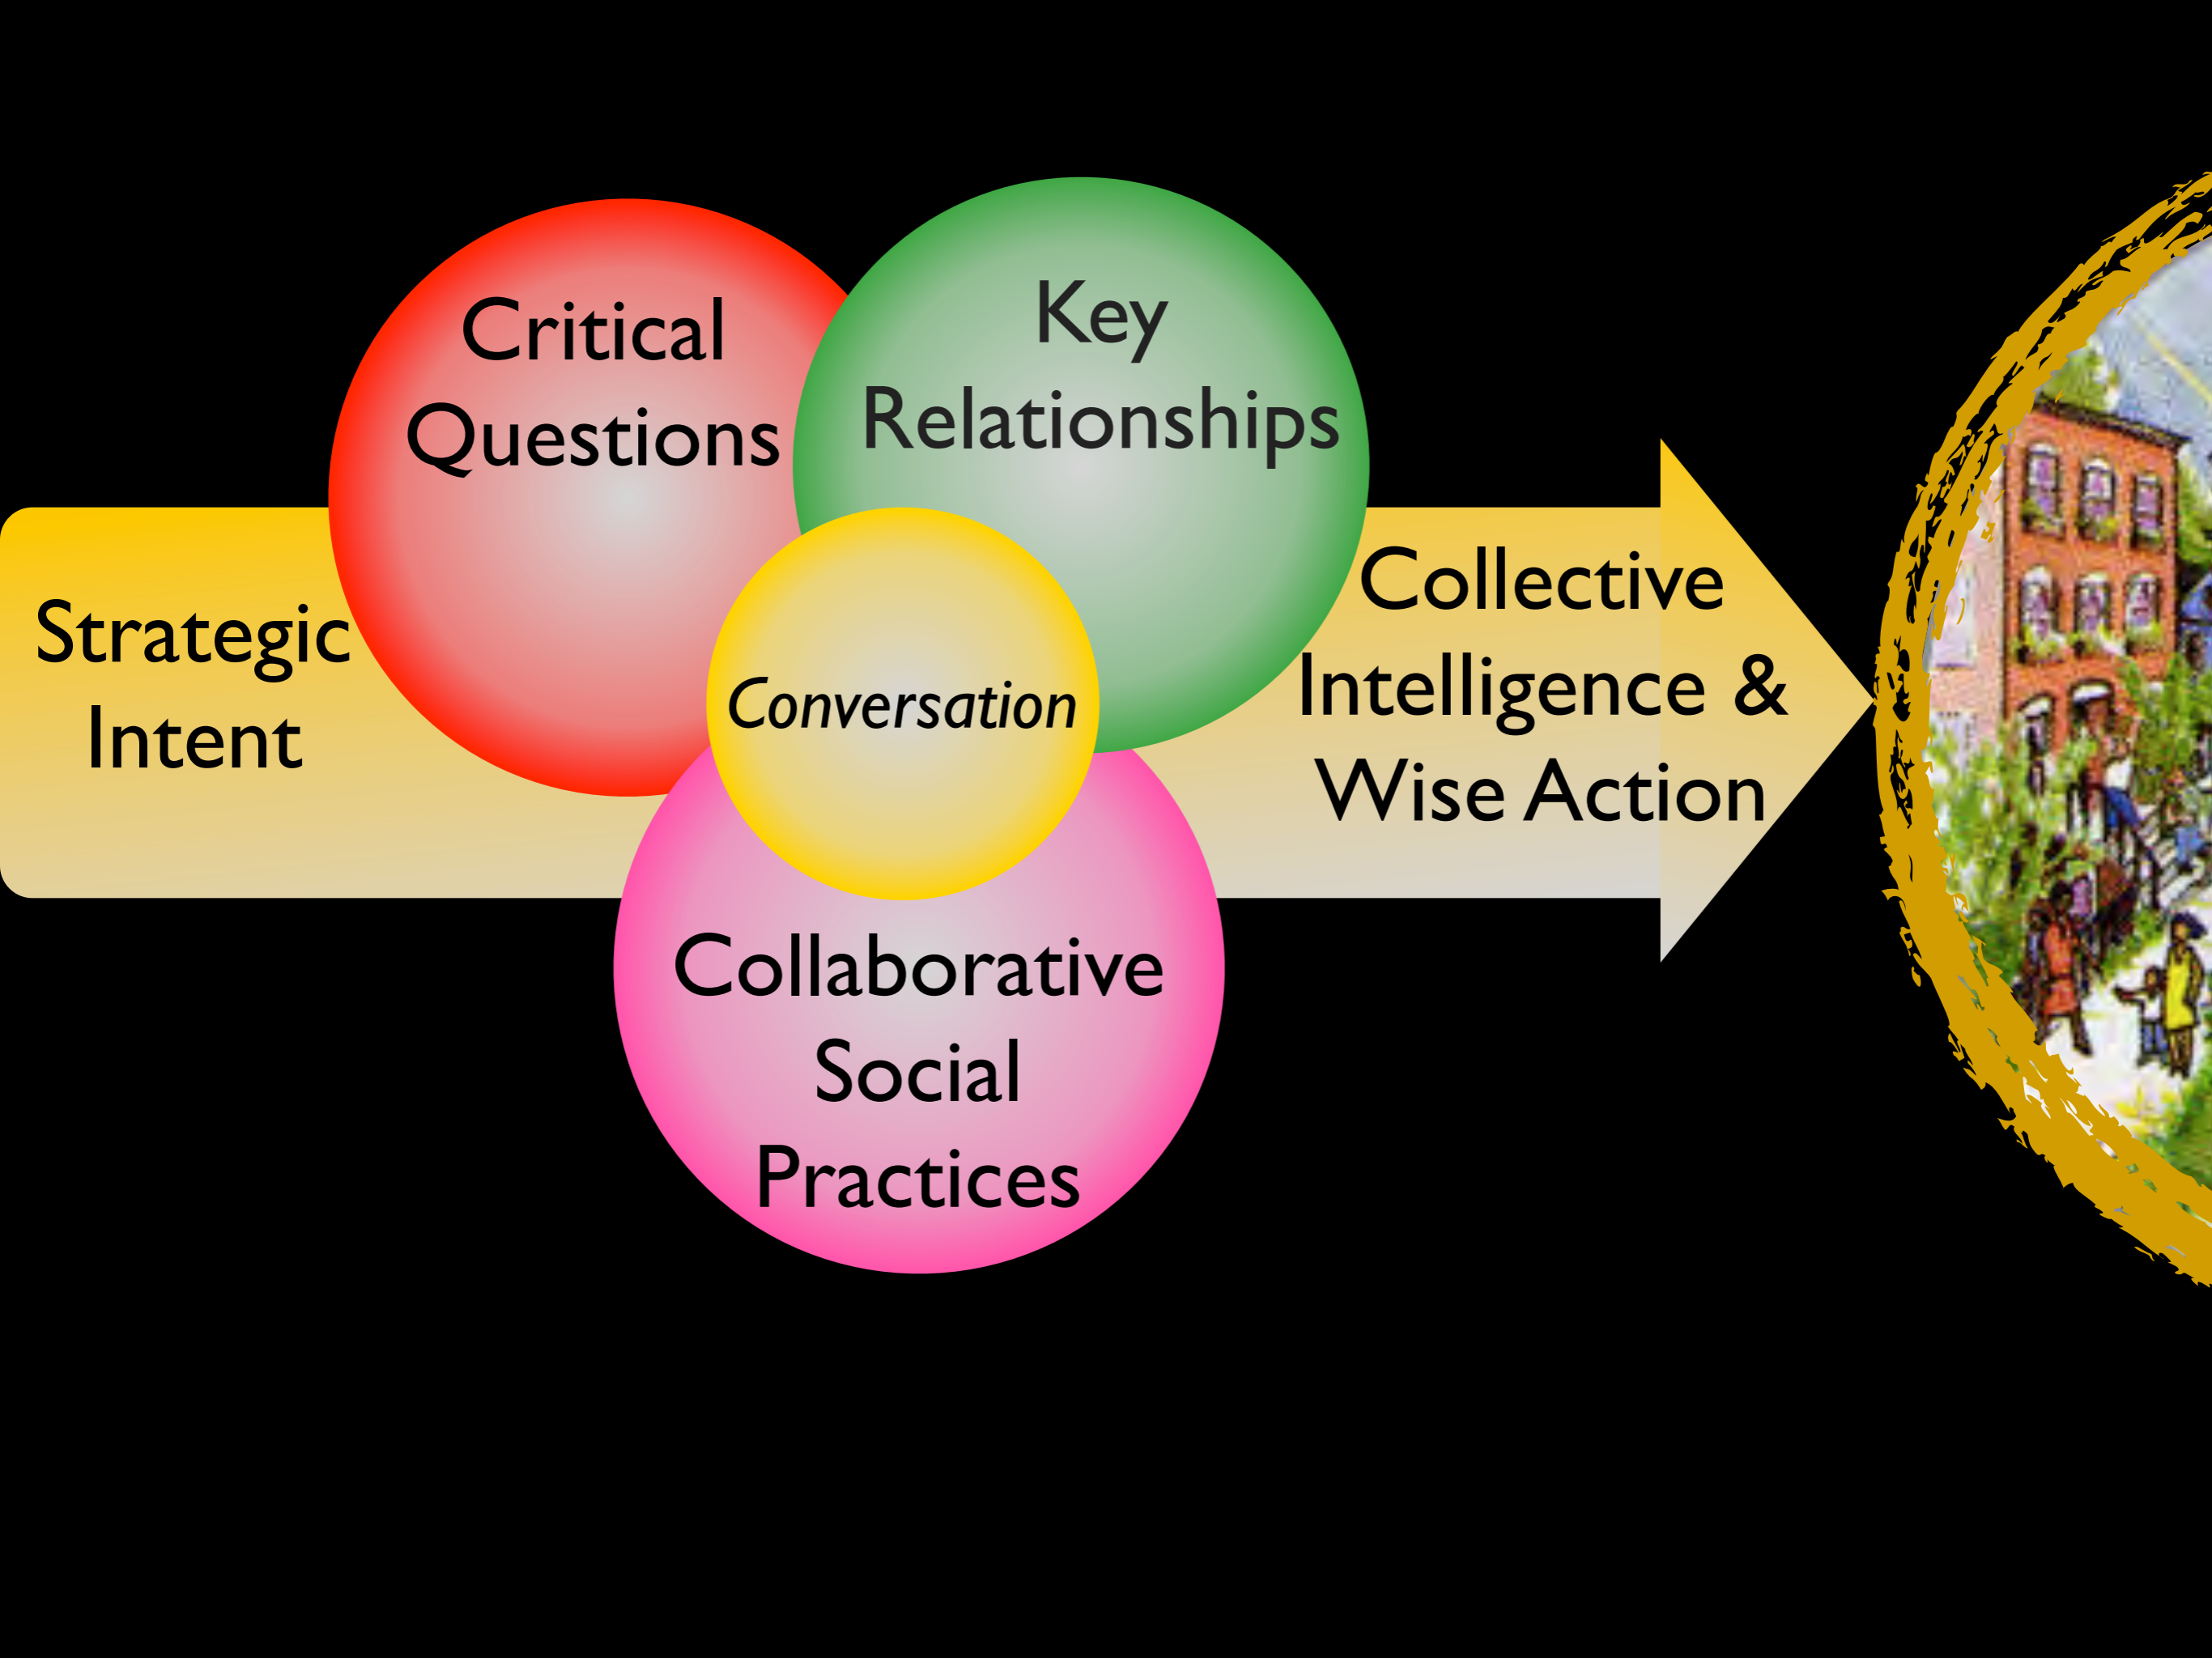 Strategic
Intent
Critical
Questions
Key
Relationships
Conversation
Collaborative
Social
Practices
Collective
Intelligence &
Wise Action